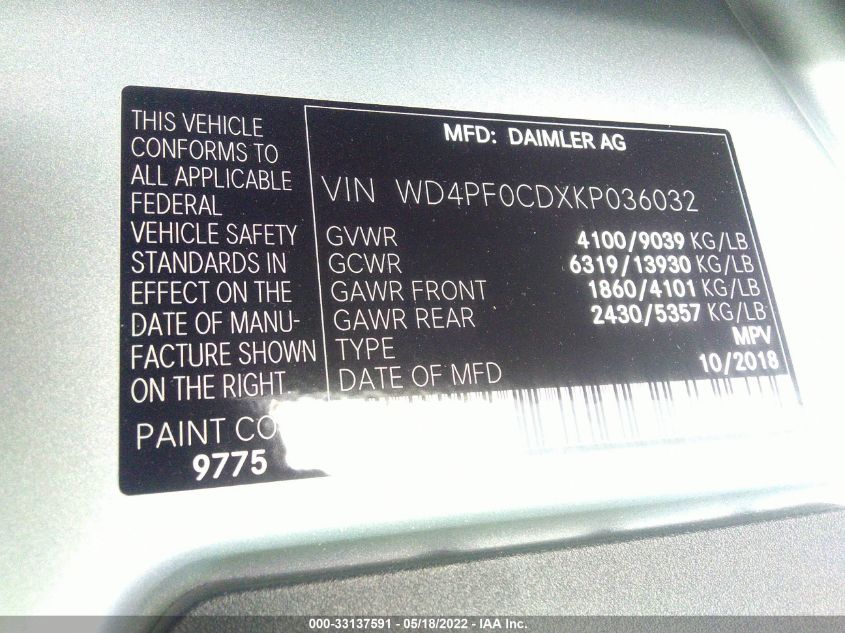 THIS VEHICLE
CONFORMS TO
ALL APPLICABLE
FEDERAL
VEHICLE SAFETY
STANDARDS IN
EFFECT ON THE
DATE OF MANU-
FACTURE SHOWN
ON THE RIGHT.
PAINT CO
9775
MFD: DAIMLER AG
VIN WD4PF0CDXKP036032
GVWR 4100/9039 KG/LB
GCWR 6319/13930 KG/LB
GAWR FRONT 1860/4101 KG/LB
GAWR REAR 2430/5357 KG/LB
TYPE MPV
DATE OF MFD 10/2018
000-33137591 - 05/18/2022 - IAA Inc.